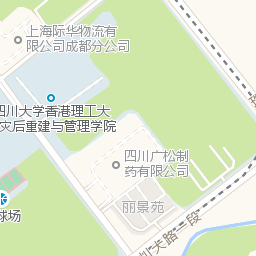 上海际华物流有
限公司成都分公司
四川大学香港理工大
灾后重建与管理学院
四川广松制
药有限公司
丽景苑
球场
川大路一段